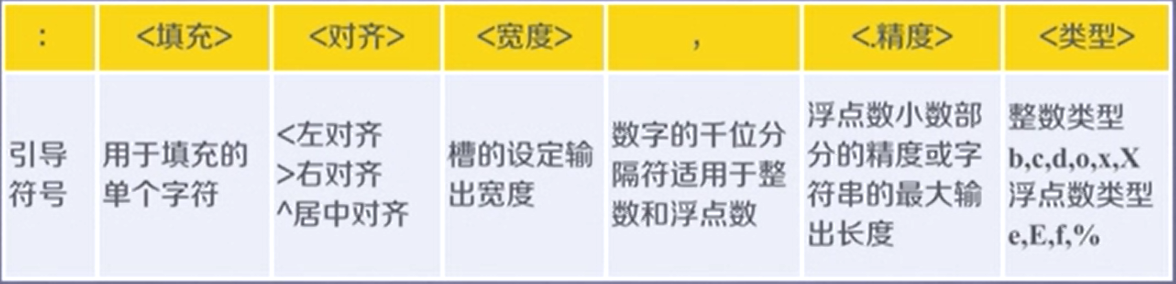 :
<填充>
<对齐>
<宽度>
,
<.精度>
<类型>
引导
符号
用于填充的
单个字符
<左对齐
>右对齐
^居中对齐
槽的设定输
出宽度
数字的千位分
隔符适用于整
数和浮点数
浮点数小数部
分的精度或字
符串的最大输
出长度
整数类型
b,c,d,o,x,X
浮点数类型
e,E,f,%